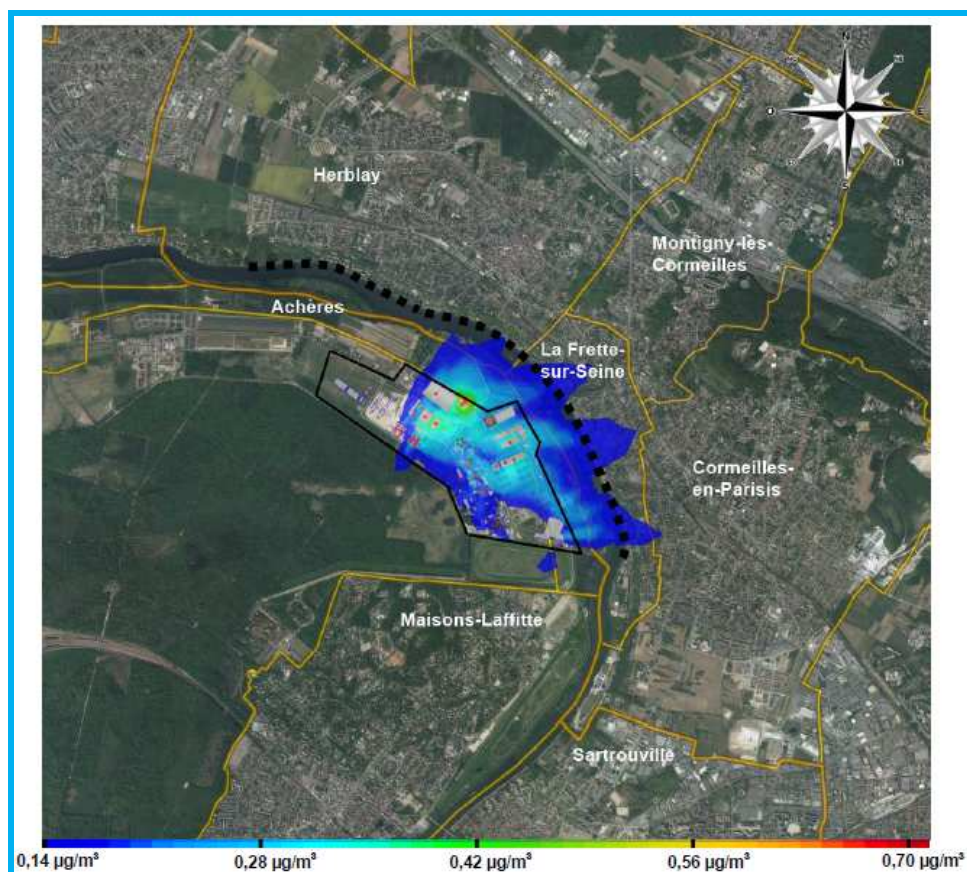 N
O
S
Herblay
Montigny-lès-
Cormeilles
Achères
La Frette-
sur-Seine
Cormeilles-
en-Parisis
Maisons-Laffitte
Sartrouville
0,14 µg/m³ 0,28 µg/m³ 0,42 µg/m³ 0,56 µg/m³ 0,70 µg/m³